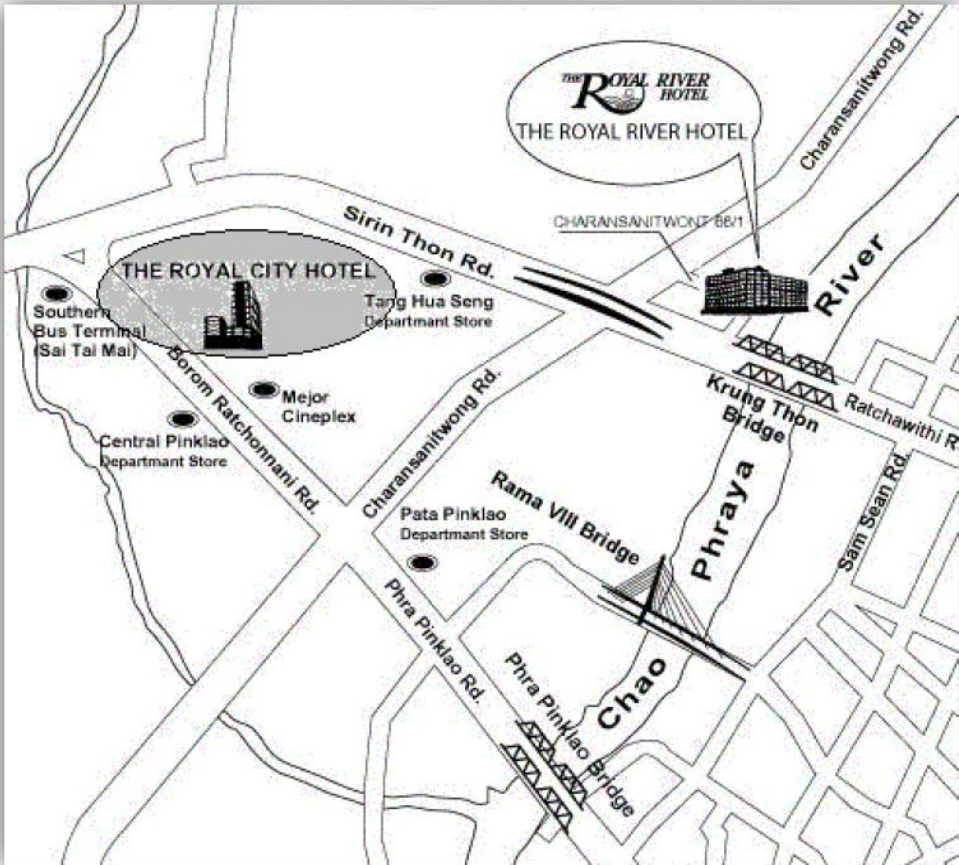 Charansanitwong Rd.
THE ROYAL RIVER
HOTEL
THE ROYAL RIVER HOTEL
CHARANSANITWONT 86/1
Sirin Thon Rd.
River
THE ROYAL CITY HOTEL
Tang Hua Seng
Departmant Store
Southern
Bus Terminal
(Sai Tai Mai)
Borom Ratchonnani Rd.
Mejor
Cineplex
Charansanitwong Rd.
Krung Thon
Bridge
Ratchawithi R
Central Pinklao
Departmant Store
Rama VIII Bridge
Phraya
Sam Sean Rd.
Pata Pinklao
Departmant Store
Phra Pinklao Rd.
Phra Pinklao Bridge
Chao